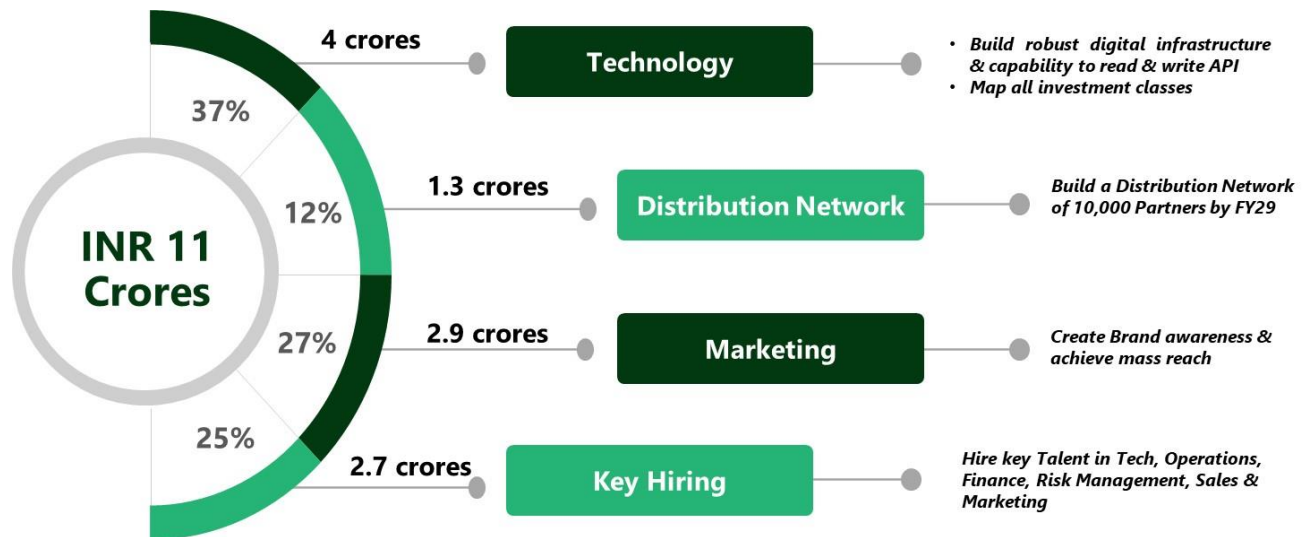 4 crores
Technology
• Build robust digital infrastructure
& capability to read & write API
• Map all investment classes
37%
1.3 crores
Distribution Network
Build a Distribution Network
of 10,000 Partners by FY29
12%
INR 11
Crores
27%
2.9 crores
Marketing
Create Brand awareness &
achieve mass reach
25%
2.7 crores
Key Hiring
Hire key Talent in Tech, Operations,
Finance, Risk Management, Sales &
Marketing